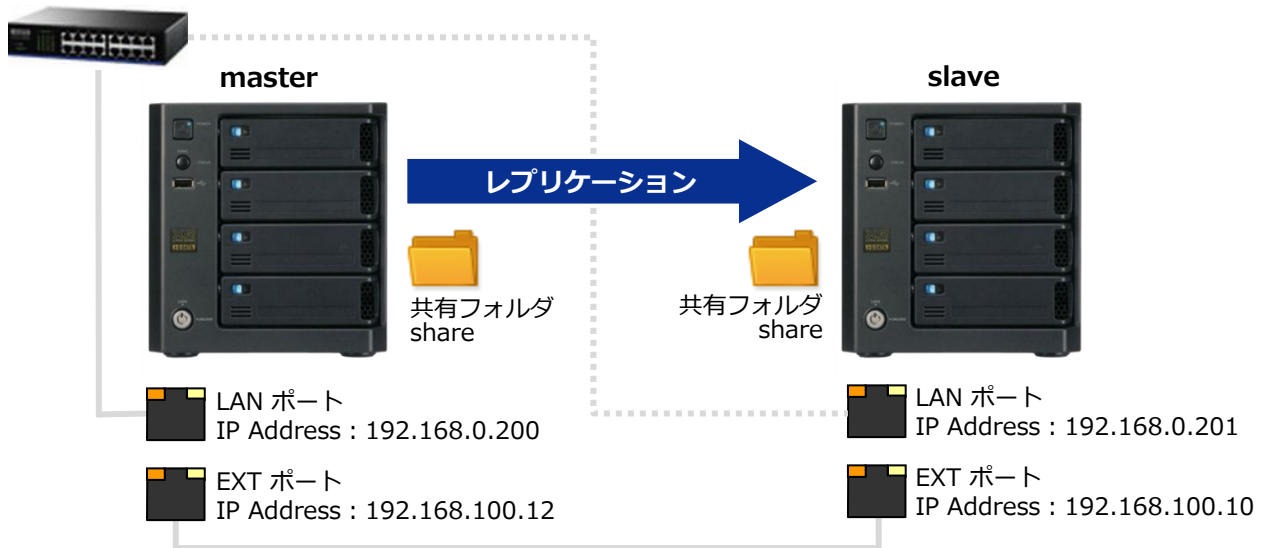 master
slave
レプリケーション
共有フォルダ
share
共有フォルダ
share
LAN ポート
IP Address : 192.168.0.200
LAN ポート
IP Address : 192.168.0.201
EXT ポート
IP Address : 192.168.100.12
EXT ポート
IP Address : 192.168.100.10